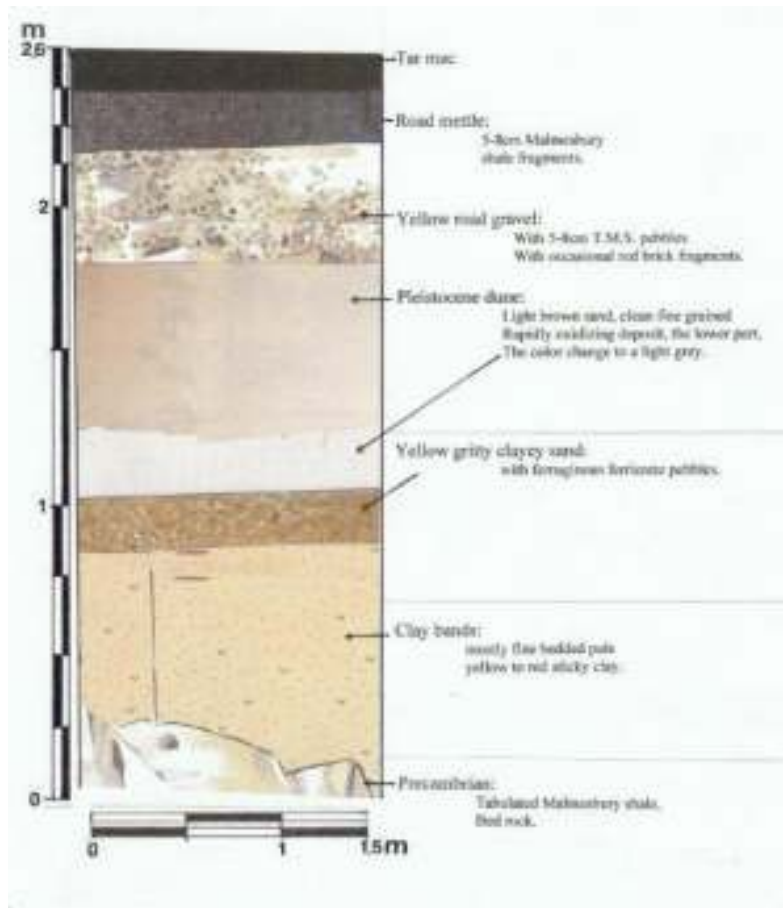 m
2,5
Tar mac
Road mettle:
5-8cm Malmesbury
shale fragments.
Yellow road gravel:
With 5-8cm T.M.S. pebbles
With occasional red brick fragments.
2
Pleistocene dune:
Light brown sand, clean fine grained
Rapidly oxidizing deposit, the lower part,
The color change to a light grey.
Yellow gritty clayey sand:
with ferruginous ferricrete pebbles.
1
Clay bands:
mostly fine bedded pale
yellow to red sticky clay.
Precambrian:
Tabulated Malmesbury shale,
Bed rock.
0
0 1 1,5 m